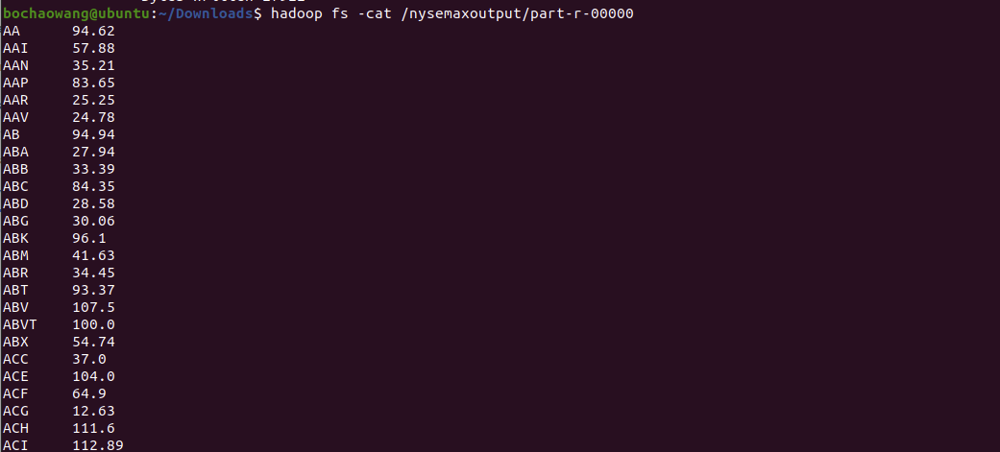 bochaowang@ubuntu:~/Downloads$ hadoop fs -cat /nysemaxoutput/part-r-00000
AA 94.62
AAI 57.88
AAN 35.21
AAP 83.65
AAR 25.25
AAV 24.78
AB 94.94
ABA 27.94
ABB 33.39
ABC 84.35
ABD 28.58
ABG 30.06
ABK 96.1
ABM 41.63
ABR 34.45
ABT 93.37
ABV 107.5
ABVT 100.0
ABX 54.74
ACC 37.0
ACE 104.0
ACF 64.9
ACG 12.63
ACH 111.6
ACI 112.89